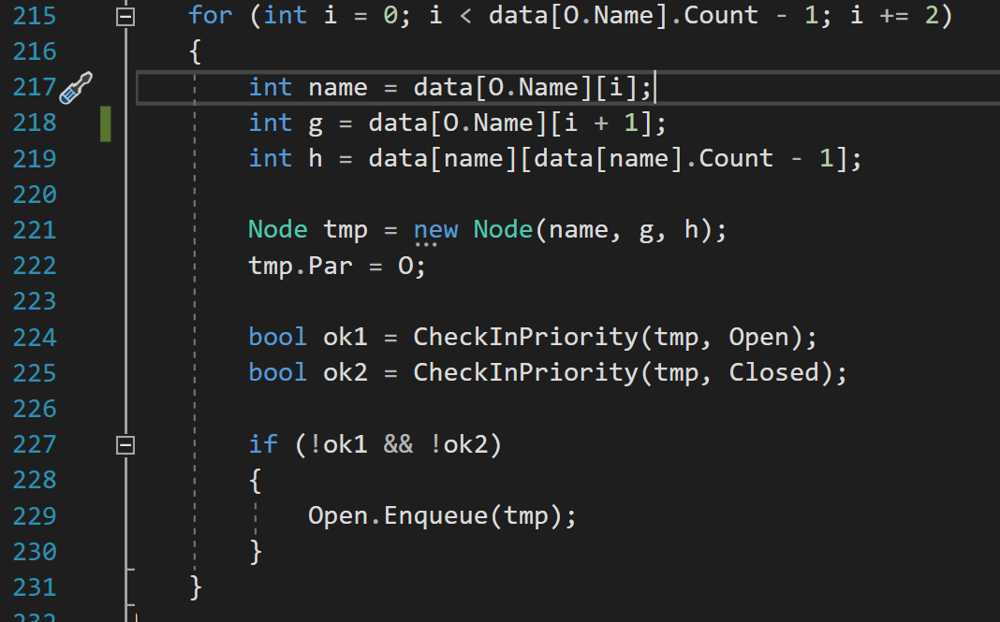 215 for (int i = 0; i < data[O.Name].Count - 1; i += 2)
216 {
217 int name = data[O.Name][i];
218 int g = data[O.Name][i + 1];
219 int h = data[name][data[name].Count - 1];
220
221 Node tmp = new Node(name, g, h);
222 tmp.Par = O;
223
224 bool ok1 = CheckInPriority(tmp, Open);
225 bool ok2 = CheckInPriority(tmp, Closed);
226
227 if (!ok1 && !ok2)
228 {
229 Open.Enqueue(tmp);
230 }
231 }
232